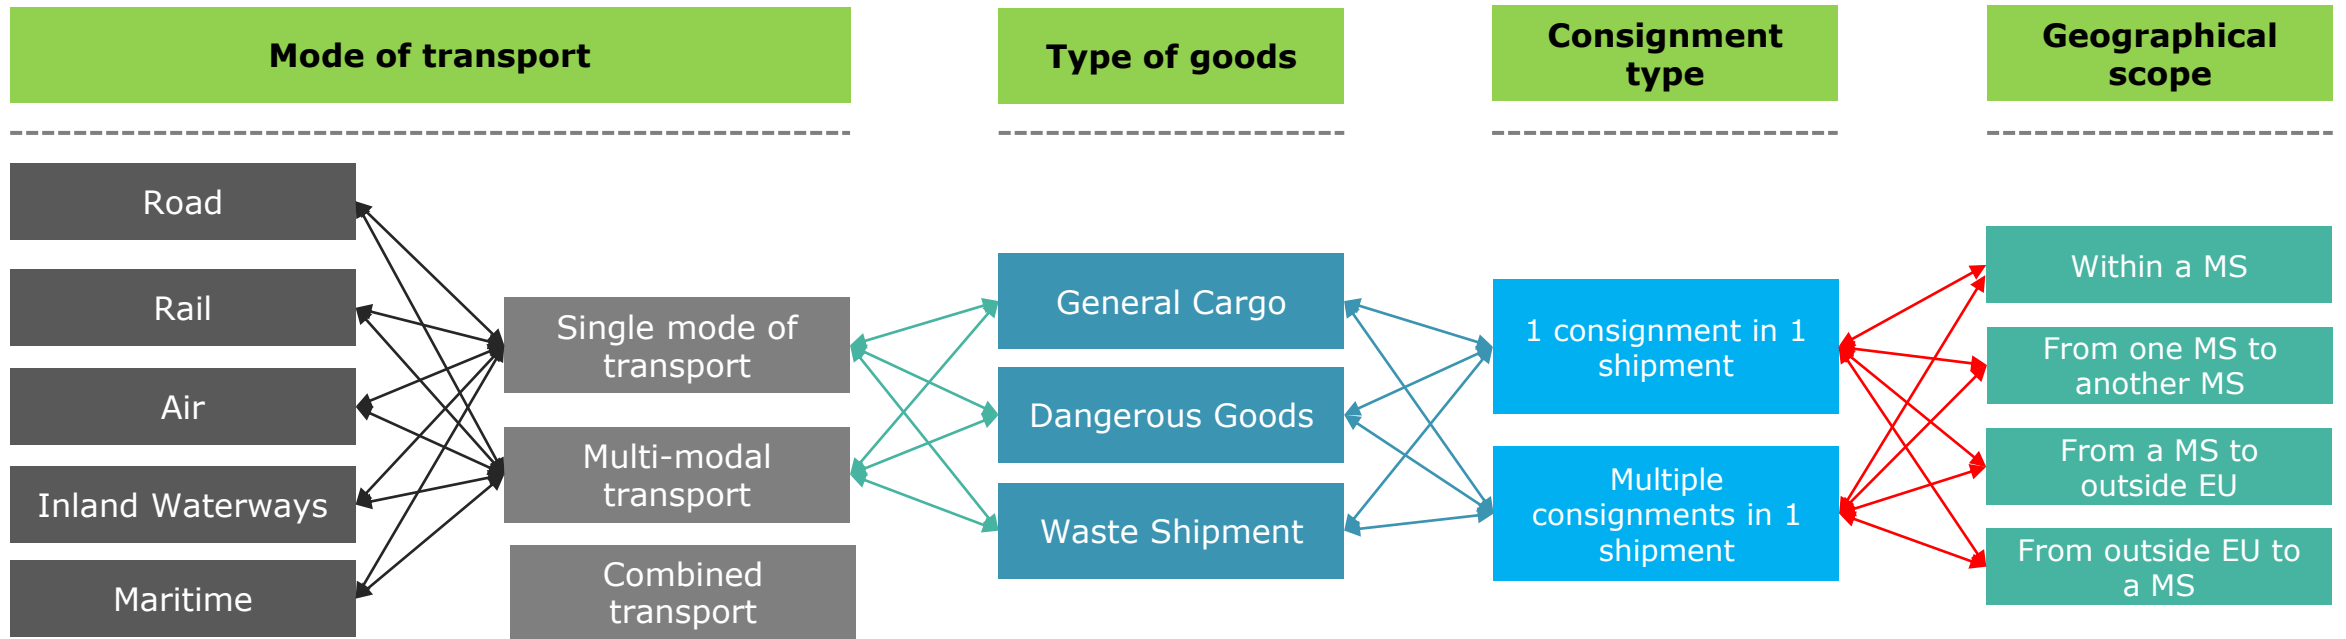 Mode of transport
Type of goods
Consignment
type
Geographical
scope
Road
Rail
Air
Inland Waterways
Maritime
Single mode of
transport
Multi-modal
transport
Combined
transport
General Cargo
Dangerous Goods
Waste Shipment
1 consignment in 1
shipment
Multiple
consignments in 1
shipment
Within a MS
From one MS to
another MS
From a MS to
outside EU
From outside EU to
a MS